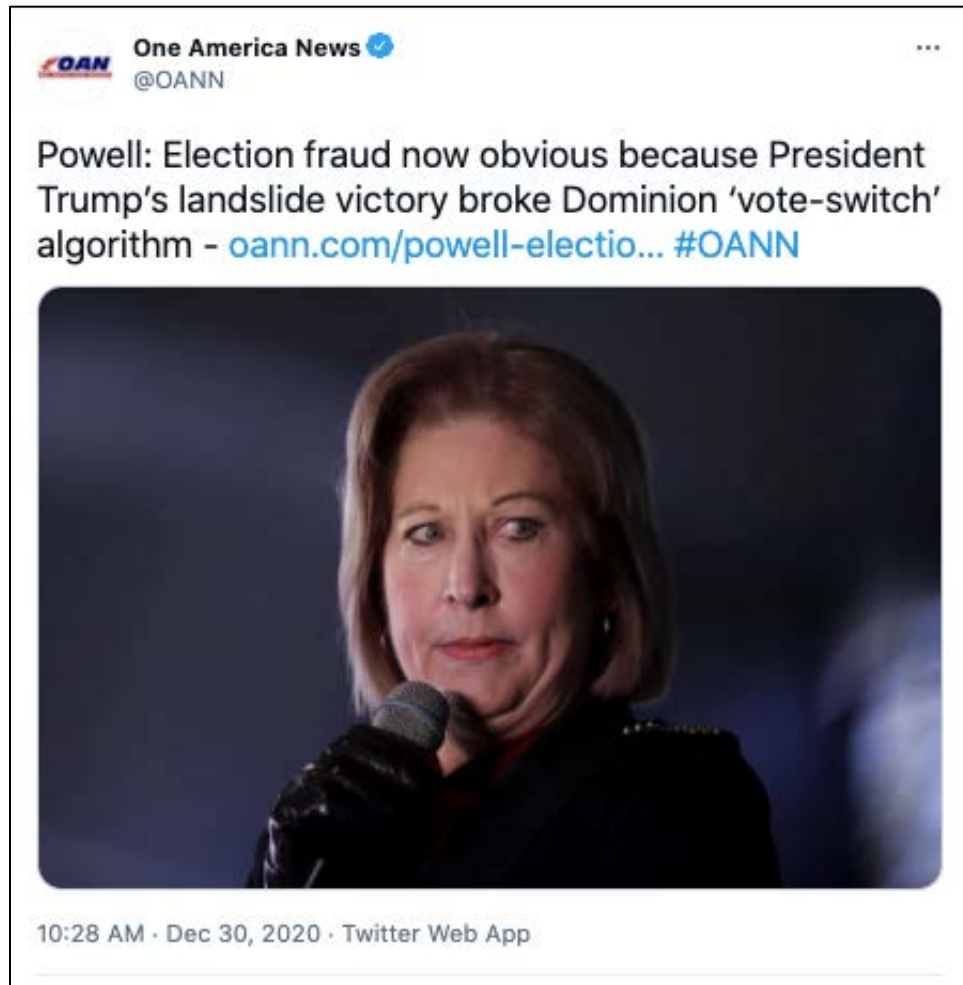 OAN
One America News
@OANN
Powell: Election fraud now obvious because President
Trump’s landslide victory broke Dominion ‘vote-switch’
algorithm - oann.com/powell-electio... #OANN
10:28 AM · Dec 30, 2020 · Twitter Web App